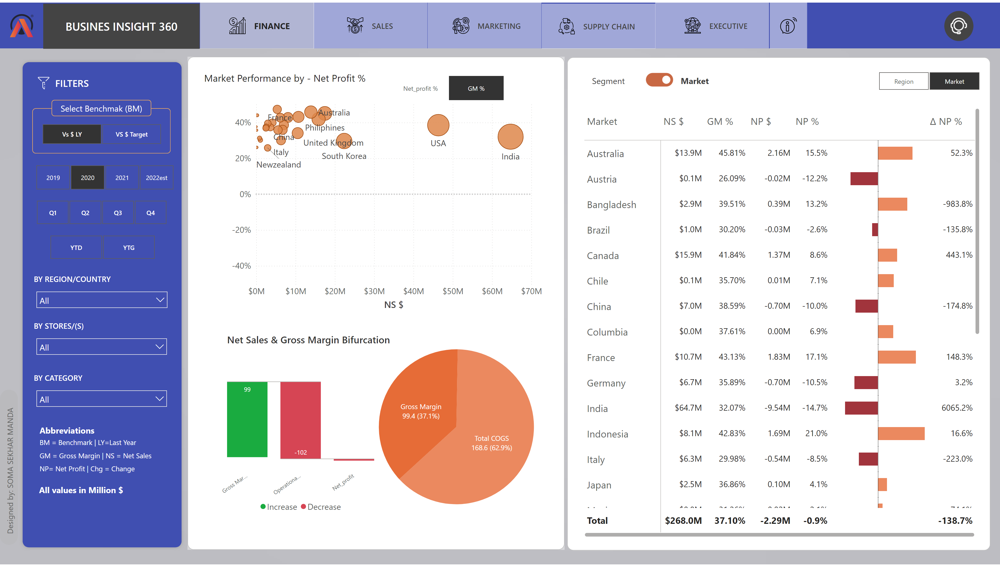 BUSINES INSIGHT 360
FINANCE
SALES
MARKETING
SUPPLY CHAIN
EXECUTIVE
FILTERS
Select Benchmak (BM)
Vs $ LY
VS $ Target
2019
2020
2021
2022est
Q1
Q2
Q3
Q4
YTD
YTG
BY REGION/COUNTRY
All
BY STORES/(S)
All
BY CATEGORY
All
Abbreviations
BM = Benchmark | LY=Last Year
GM = Gross Margin | NS = Net Sales
NP= Net Profit | Chg = Change
All values in Million $
Designed by: SOMA SEKHAR MANDA
Market Performance by - Net Profit %
Net_profit %
GM %
40%
20%
0%
-20%
-40%
France
Australia
Philiphines
China
United Kingdom
Italy
South Korea
Newzealand
USA
India
$0M $10M $20M $30M $40M $50M $60M $70M
NS $
Net Sales & Gross Margin Bifurcation
99
-102
Gross Mar...
Operationa...
Net_profit
Increase
Decrease
Gross Margin
99.4 (37.1%)
Total COGS
168.6 (62.9%)
Segment
Market
Region
Market
Market NS $ GM % NP $ NP % Δ NP %
Australia $13.9M 45.81% 2.16M 15.5% 52.3%
Austria $0.1M 26.09% -0.02M -12.2%
Bangladesh $2.9M 39.51% 0.39M 13.2% -983.8%
Brazil $1.0M 30.20% -0.03M -2.6% -135.8%
Canada $15.9M 41.84% 1.37M 8.6% 443.1%
Chile $0.1M 35.70% 0.01M 7.1%
China $7.0M 38.59% -0.70M -10.0% -174.8%
Columbia $0.0M 37.61% 0.00M 6.9%
France $10.7M 43.13% 1.83M 17.1% 148.3%
Germany $6.7M 35.89% -0.70M -10.5% 3.2%
India $64.7M 32.07% -9.54M -14.7% 6065.2%
Indonesia $8.1M 42.83% 1.69M 21.0% 16.6%
Italy $6.3M 29.98% -0.54M -8.5% -223.0%
Japan $2.5M 36.86% 0.10M 4.1%
Total $268.0M 37.10% -2.29M -0.9% -138.7%